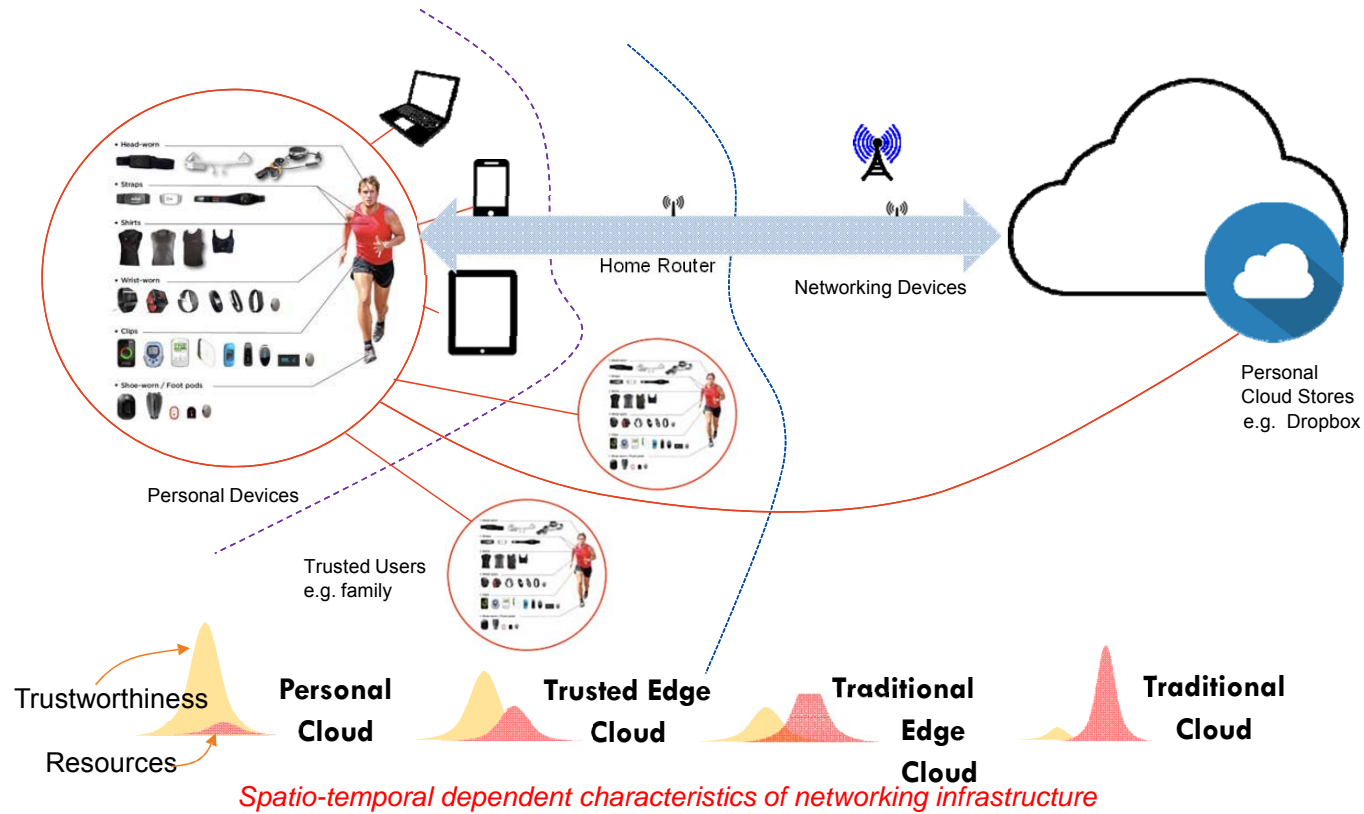 • Head-worn
• Straps
• Shirts
• Wrist-worn
• Clips
• Shoe-worn / Foot pods
Home Router
Networking Devices
Personal
Cloud Stores
e.g. Dropbox
Personal Devices
Trusted Users
e.g. family
Trustworthiness
Resources
Personal
Cloud
Trusted Edge
Cloud
Traditional
Edge
Cloud
Traditional
Cloud
Spatio-temporal dependent characteristics of networking infrastructure